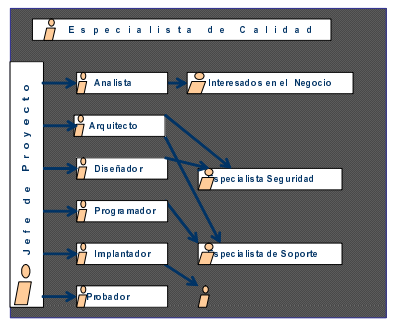 Especialista de Calidad
Jefe de Proyecto
Analista
Interesados en el Negocio
Arquitecto
Diseñador
specialista Seguridad
Programador
Implantador
specialista de Soporte
Probador